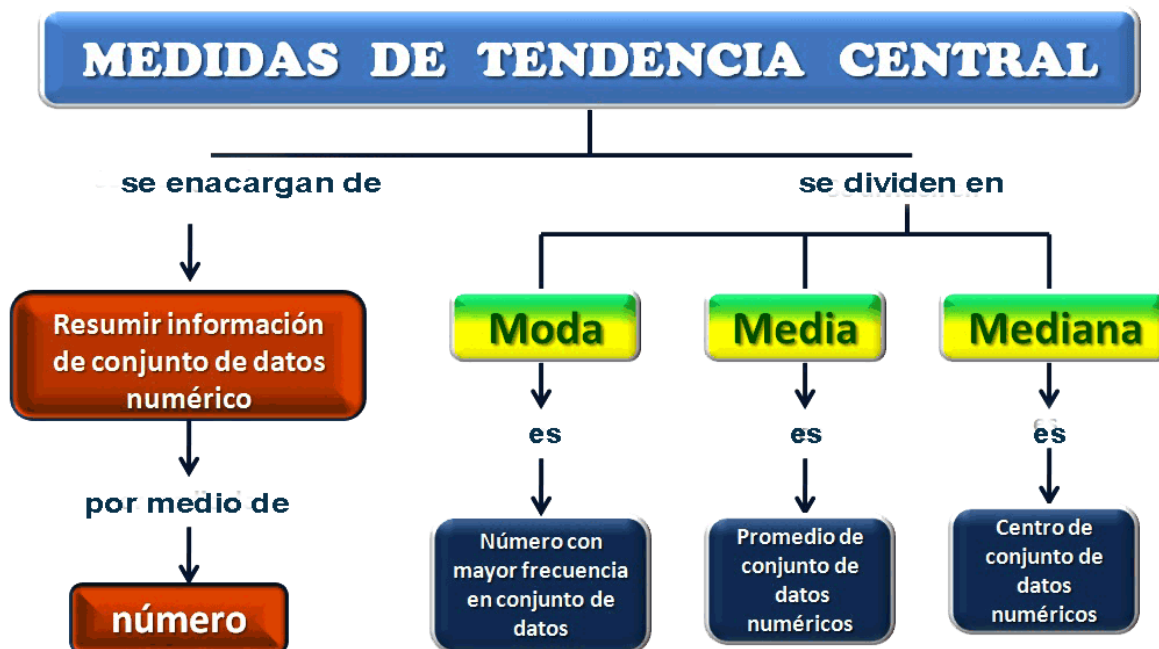 MEDIDAS DE TENDENCIA CENTRAL
se enacargan de
se dividen en
Resumir información
de conjunto de datos
numérico
por medio de
número
Moda
Media
Mediana
es
es
es
Número con
mayor frecuencia
en conjunto de
datos
Promedio de
conjunto de
datos
numéricos
Centro de
conjunto de
datos
numéricos